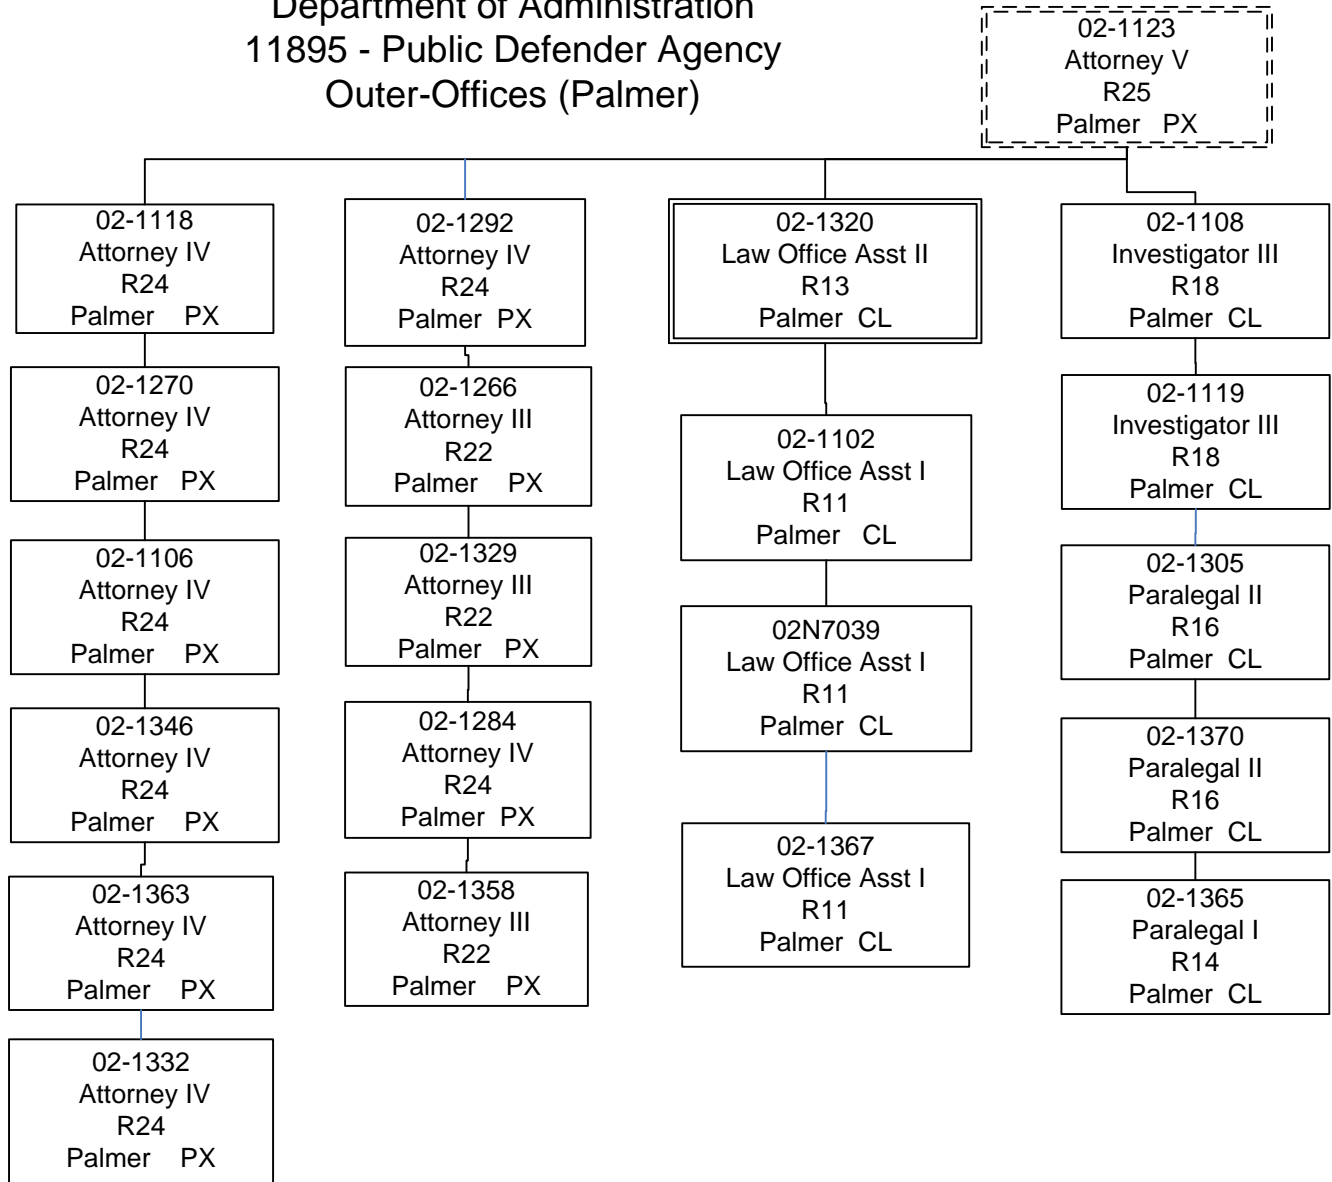 Department of Administration
11895 - Public Defender Agency
Outer-Offices (Palmer)
02-1123
Attorney V
R25
Palmer PX
02-1118
Attorney IV
R24
Palmer PX
02-1270
Attorney IV
R24
Palmer PX
02-1106
Attorney IV
R24
Palmer PX
02-1346
Attorney IV
R24
Palmer PX
02-1363
Attorney IV
R24
Palmer PX
02-1332
Attorney IV
R24
Palmer PX
02-1292
Attorney IV
R24
Palmer PX
02-1266
Attorney III
R22
Palmer PX
02-1329
Attorney III
R22
Palmer PX
02-1284
Attorney IV
R24
Palmer PX
02-1358
Attorney III
R22
Palmer PX
02-1320
Law Office Asst II
R13
Palmer CL
02-1102
Law Office Asst I
R11
Palmer CL
02N7039
Law Office Asst I
R11
Palmer CL
02-1367
Law Office Asst I
R11
Palmer CL
02-1108
Investigator III
R18
Palmer CL
02-1119
Investigator III
R18
Palmer CL
02-1305
Paralegal II
R16
Palmer CL
02-1370
Paralegal II
R16
Palmer CL
02-1365
Paralegal I
R14
Palmer CL